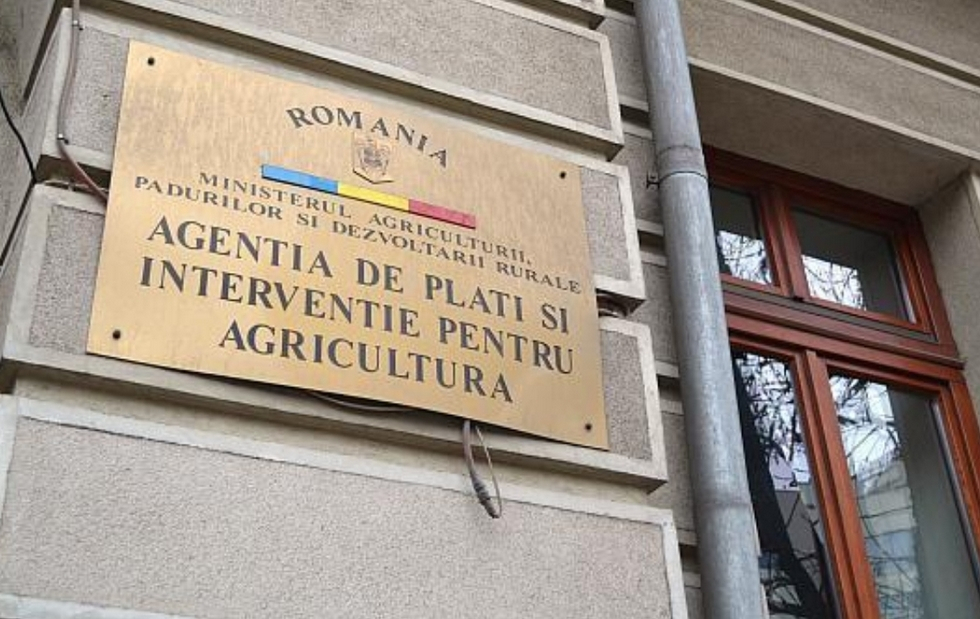 ROMANIA
MINISTERUL AGRICULTURII,
PADURILOR SI DEZVOLTARII RURALE
AGENTIA DE PLATI SI
INTERVENTIE PENTRU
AGRICULTURA